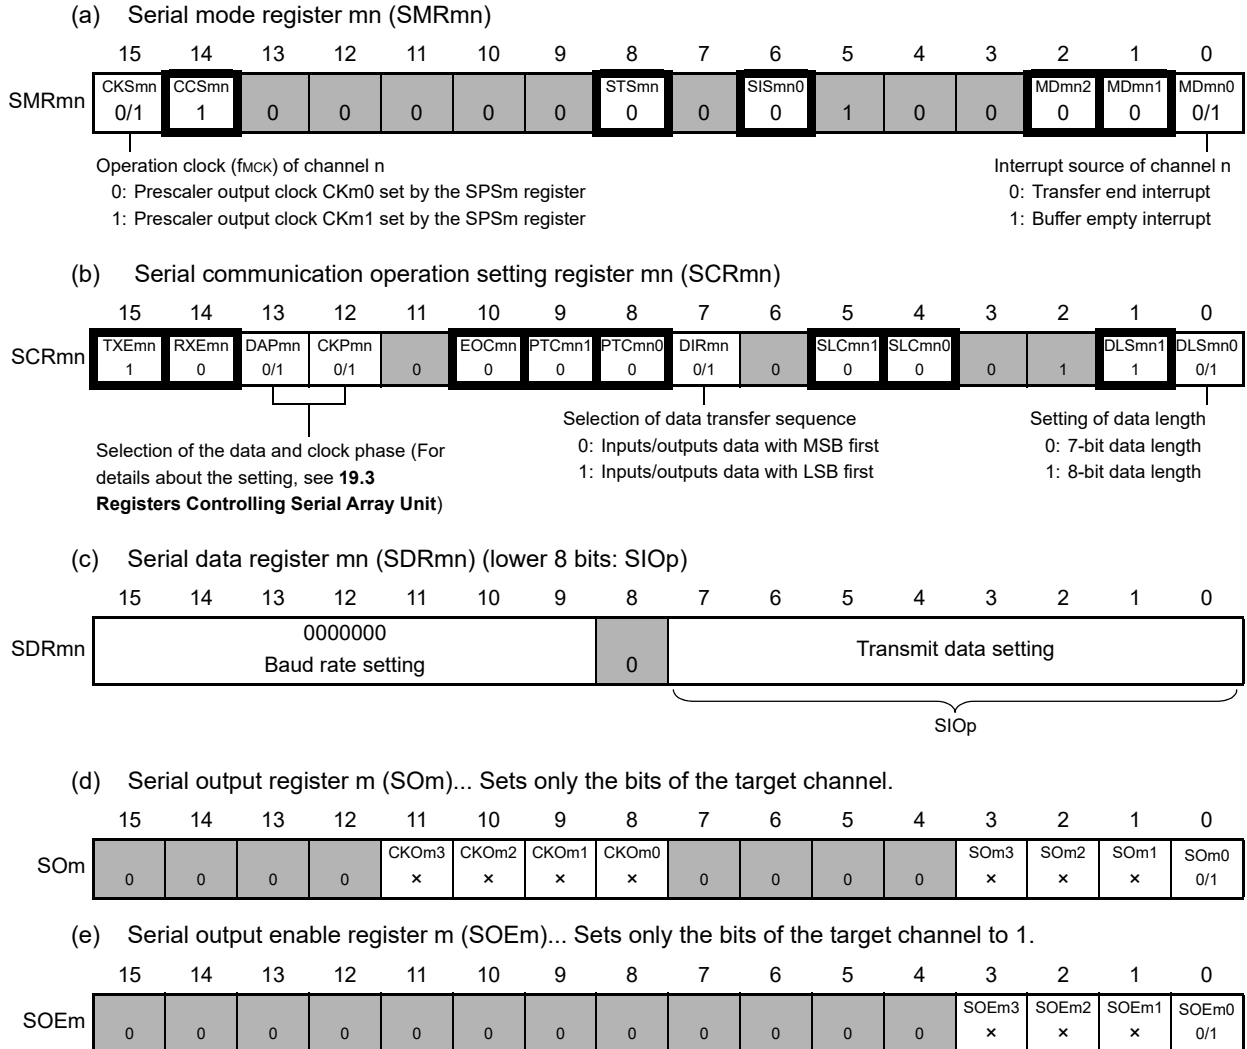 (a) Serial mode register mn (SMRmn)
15 14 13 12 11 10 9 8 7 6 5 4 3 2 1 0
SMRmn
CKSmn CCSmn STSmn SISmn0 MDmn2 MDmn1 MDmn0
0/1 1 0 0 0 0 0 0 0 0 1 0 0 0 0 0/1
Operation clock (fMCK) of channel n
0: Prescaler output clock CKm0 set by the SPSm register
1: Prescaler output clock CKm1 set by the SPSm register
Interrupt source of channel n
0: Transfer end interrupt
1: Buffer empty interrupt
(b) Serial communication operation setting register mn (SCRmn)
15 14 13 12 11 10 9 8 7 6 5 4 3 2 1 0
SCRmn
TXEmn RXEmn DAPmn CKPmn EOCmn PTCmn1 PTCmn0 DIRmn SLCmn1 SLCmn0 DLSmn1 DLSmn0
1 0 0/1 0/1 0 0 0 0 0/1 0 0 0 0 1 1 0/1
Selection of the data and clock phase (For
details about the setting, see 19.3
Registers Controlling Serial Array Unit)
Selection of data transfer sequence
0: Inputs/outputs data with MSB first
1: Inputs/outputs data with LSB first
Setting of data length
0: 7-bit data length
1: 8-bit data length
(c) Serial data register mn (SDRmn) (lower 8 bits: SIOp)
15 14 13 12 11 10 9 8 7 6 5 4 3 2 1 0
SDRmn
0000000
Baud rate setting
0
Transmit data setting
SIOp
(d) Serial output register m (SOm)... Sets only the bits of the target channel.
15 14 13 12 11 10 9 8 7 6 5 4 3 2 1 0
SOm
CKOm3 CKOm2 CKOm1 CKOm0 SOm3 SOm2 SOm1 SOm0
0 0 0 0 × × × × 0 0 0 0 × × × 0/1
(e) Serial output enable register m (SOEm)... Sets only the bits of the target channel to 1.
15 14 13 12 11 10 9 8 7 6 5 4 3 2 1 0
SOEm
SOEm3 SOEm2 SOEm1 SOEm0
0 0 0 0 0 0 0 0 0 0 0 0 × × × 0/1